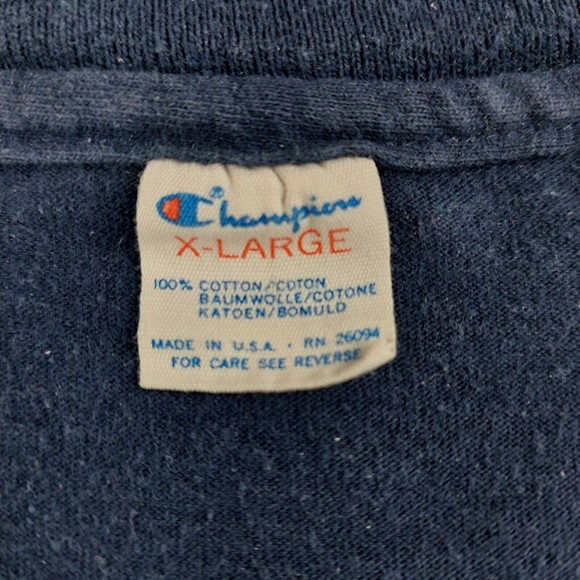 Champion®
X-LARGE
100% COTTON/COTON
BAUMWOLLE/COTONE
KATOEN/BOMULD
MADE IN U.S.A. · RN 26094
FOR CARE SEE REVERSE